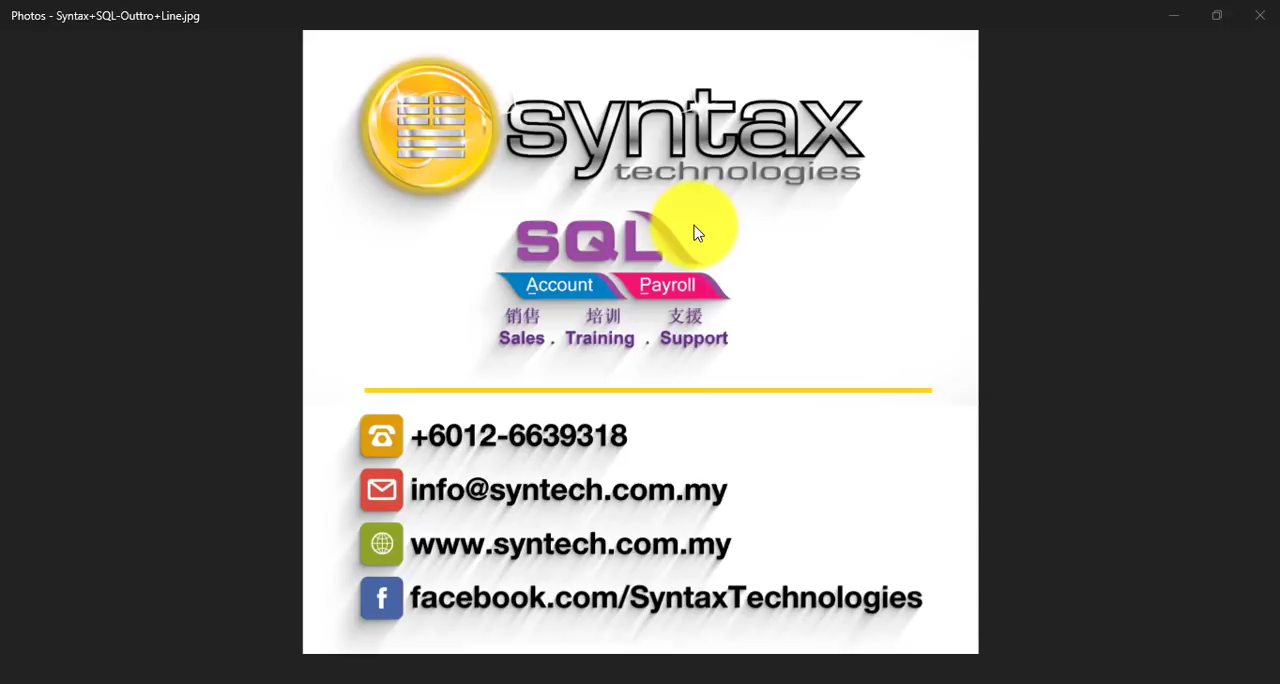 Photos - Syntax+SQL-Outtro+Line.jpg
syntax
technologies
SQL
Account Payroll
销售 培训 支援
Sales . Training . Support
+6012-6639318
info@syntech.com.my
www.syntech.com.my
facebook.com/SyntaxTechnologies